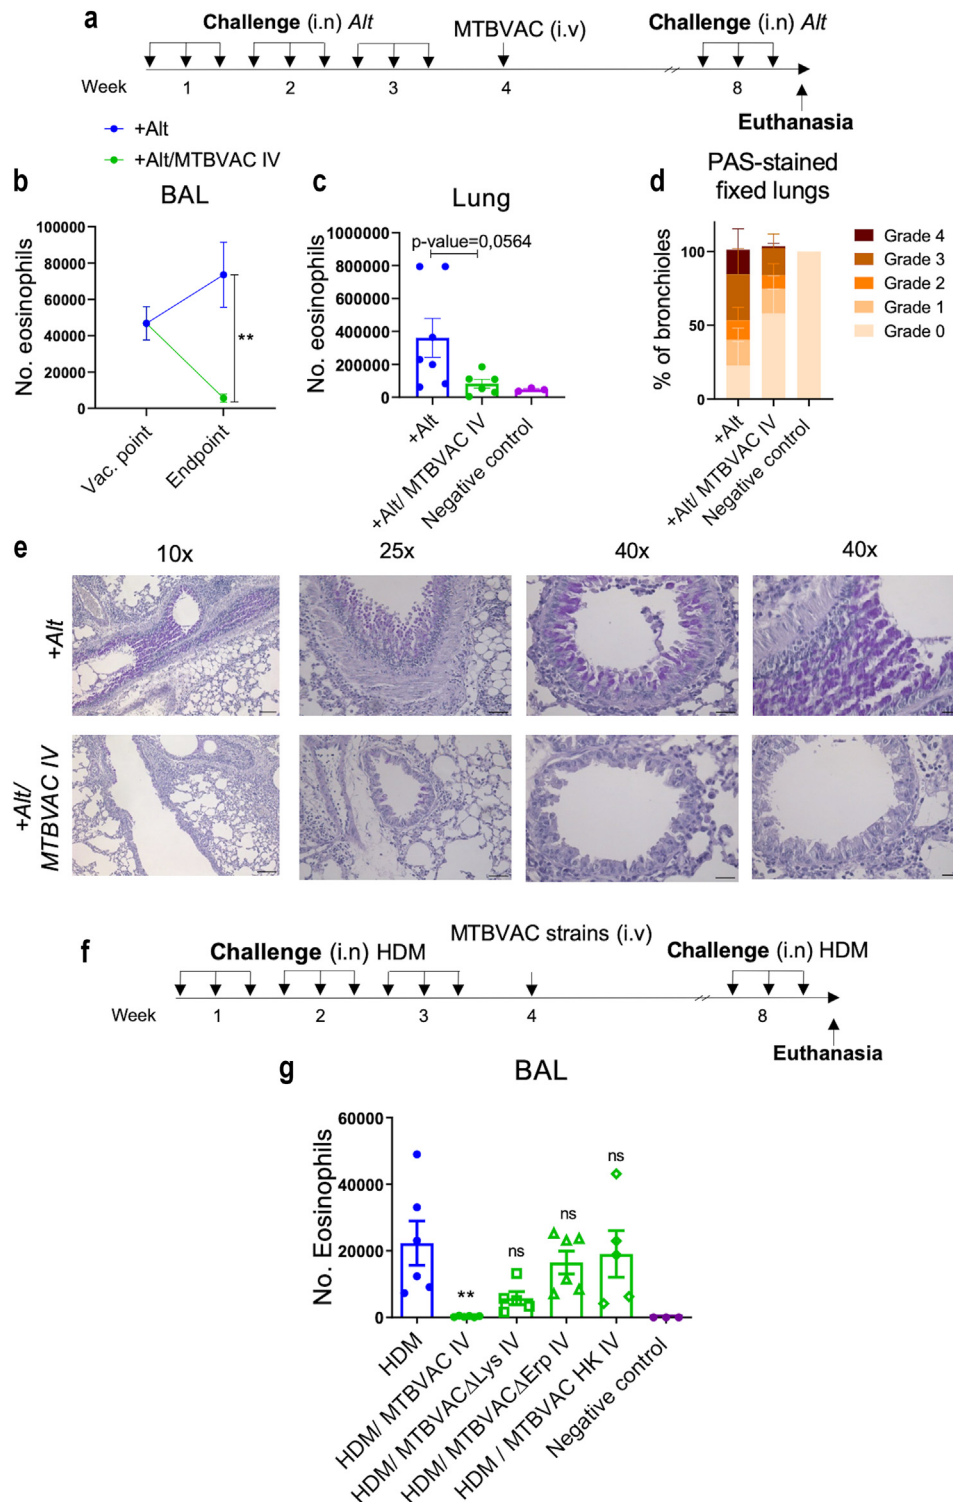 a
Challenge (i.n) Alt
MTBVAC (i.v)
Challenge (i.n) Alt
Week 1 2 3 4 8
Euthanasia
+Alt
+Alt/MTBVAC IV
b
BAL
No. eosinophils
100000
80000
60000
40000
20000
0
**
Vac. point
Endpoint
c
Lung
p-value=0,0564
No. eosinophils
1000000
800000
600000
400000
200000
0
+Alt
+Alt/ MTBVAC IV
Negative control
d
PAS-stained
fixed lungs
% of bronchioles
100
50
0
+Alt
+Alt/ MTBVAC IV
Negative control
Grade 4
Grade 3
Grade 2
Grade 1
Grade 0
e
10x 25x 40x 40x
+Alt
+Alt/
MTBVAC IV
f
Challenge (i.n) HDM
MTBVAC strains (i.v)
Challenge (i.n) HDM
Week 1 2 3 4 8
Euthanasia
g
BAL
No. Eosinophils
60000
40000
20000
0
**
ns
ns
ns
HDM
HDM/ MTBVAC IV
HDM/ MTBVACΔLys IV
HDM/ MTBVACΔErp IV
HDM / MTBVAC HK IV
Negative control